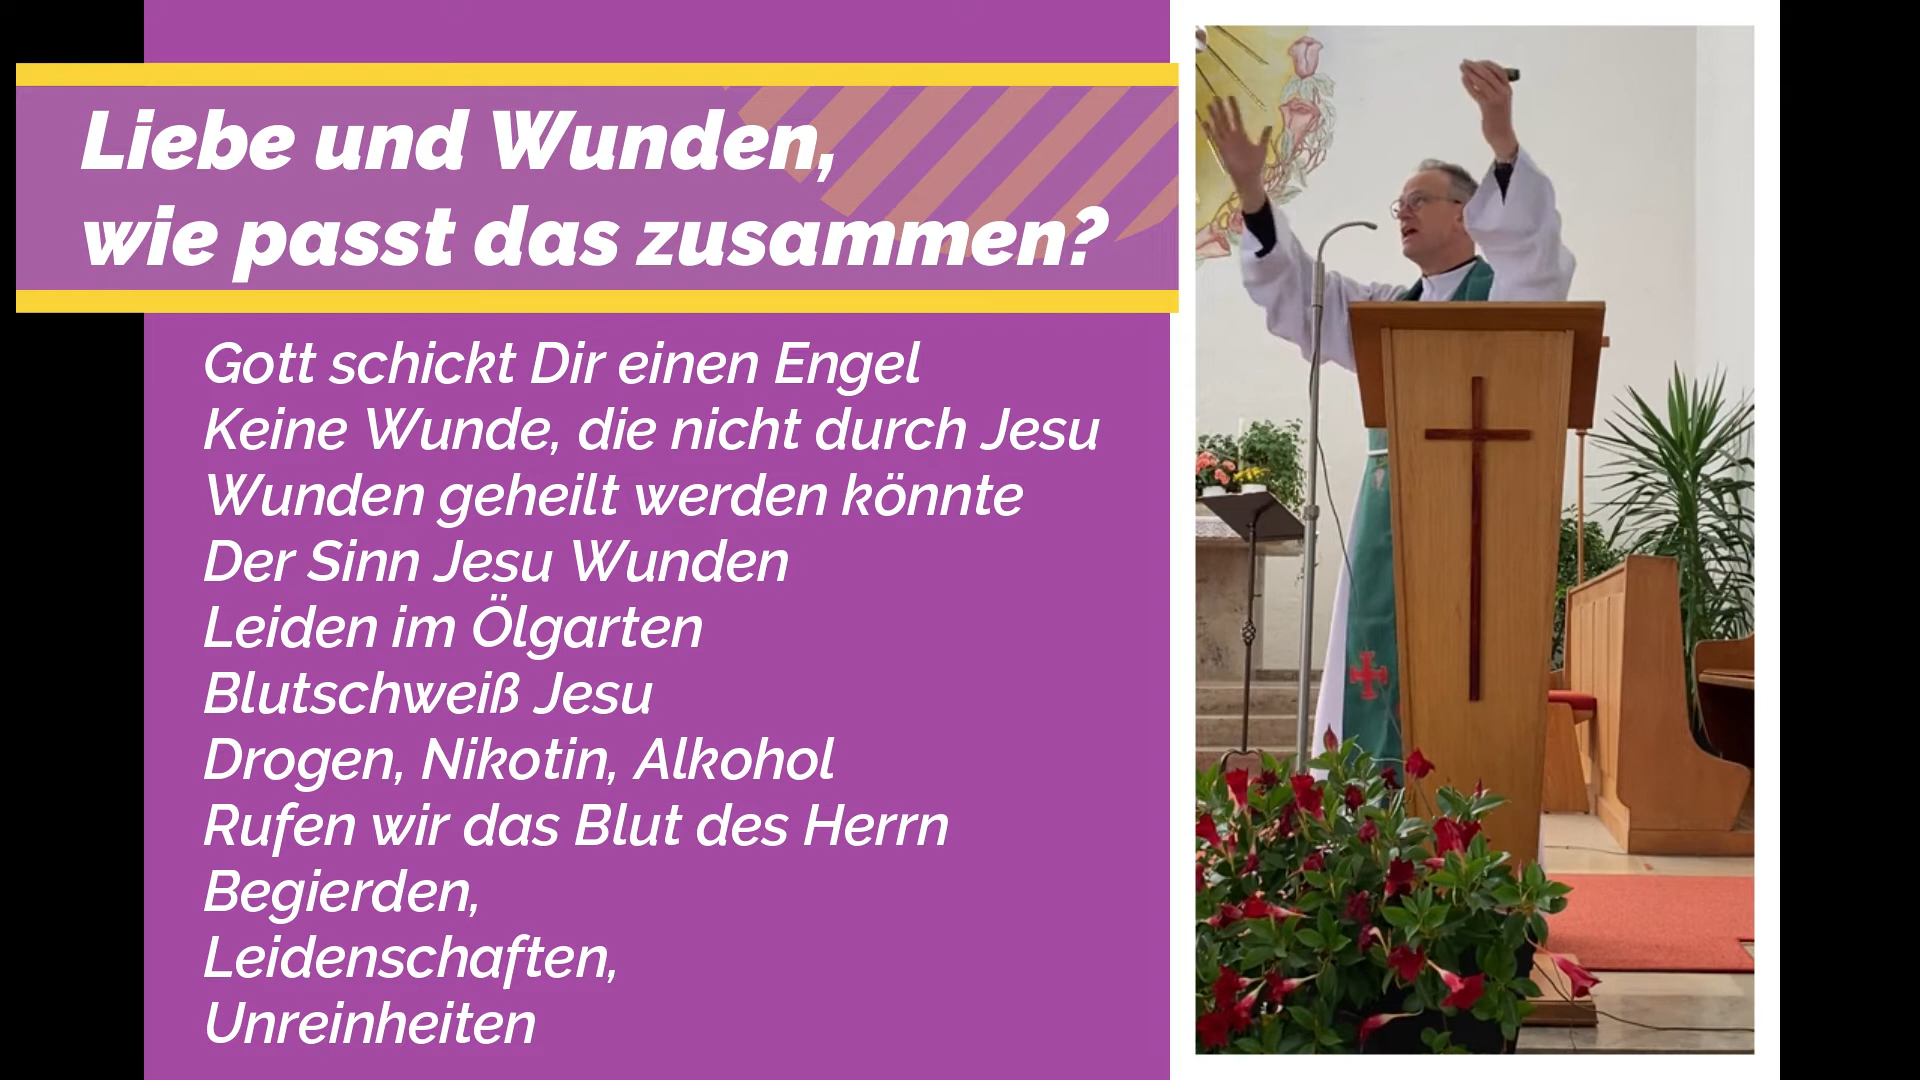 Liebe und Wunden,
wie passt das zusammen?
Gott schickt Dir einen Engel
Keine Wunde, die nicht durch Jesu
Wunden geheilt werden könnte
Der Sinn Jesu Wunden
Leiden im Ölgarten
Blutschweiß Jesu
Drogen, Nikotin, Alkohol
Rufen wir das Blut des Herrn
Begierden,
Leidenschaften,
Unreinheiten